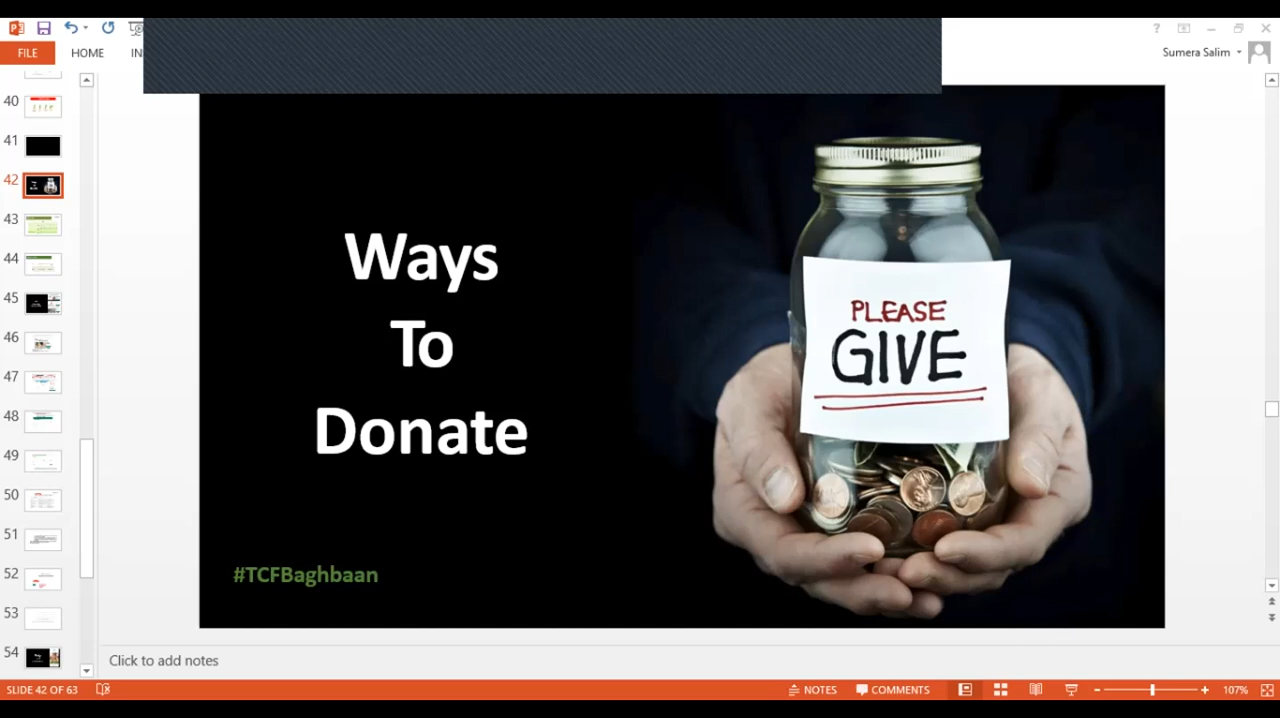 ?
FILE
HOME
IN
Sumera Salim
40
41
42
43
44
45
46
47
48
49
50
51
52
53
54
Ways
To
Donate
PLEASE
GIVE
#TCFBaghbaan
Click to add notes
SLIDE 42 OF 63
NOTES
COMMENTS
107%